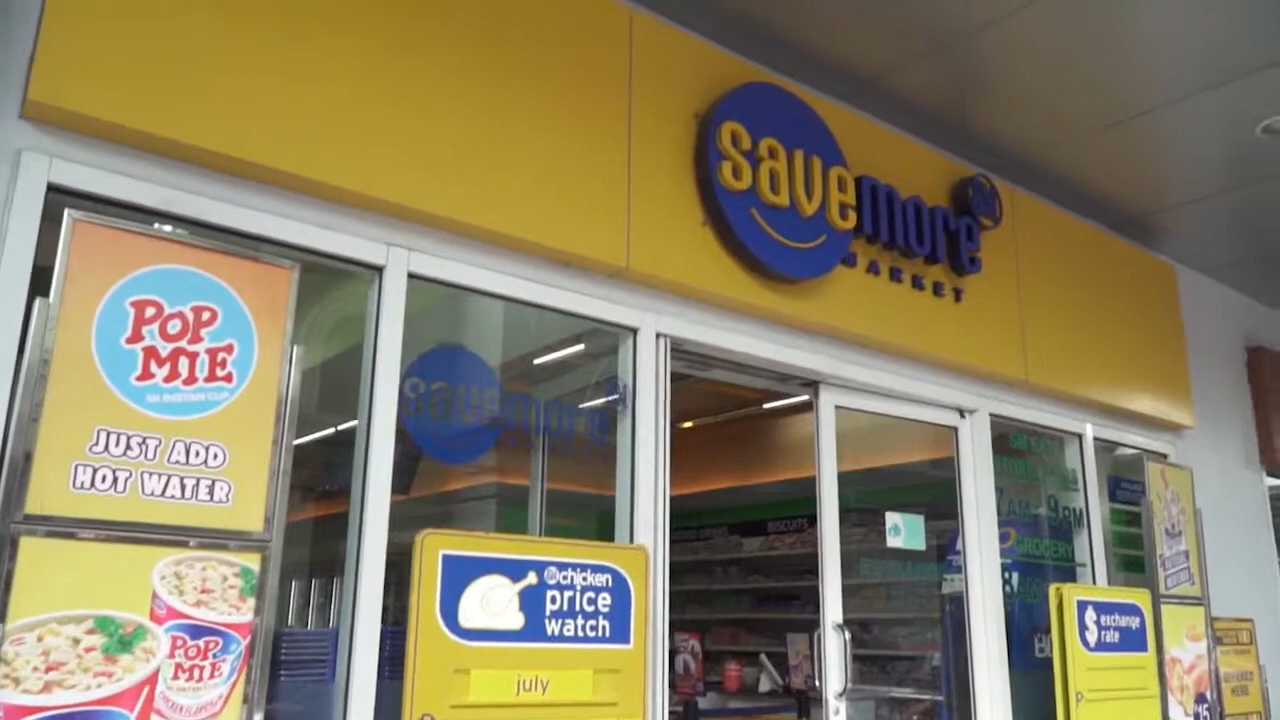 savemore
MARKET
POP
MIE
JUST ADD
HOT WATER
POP
MIE
savemore
SM chicken
price
watch
july
BISCUITS
7AM-9PM
GROCERY
$ exchange
rate